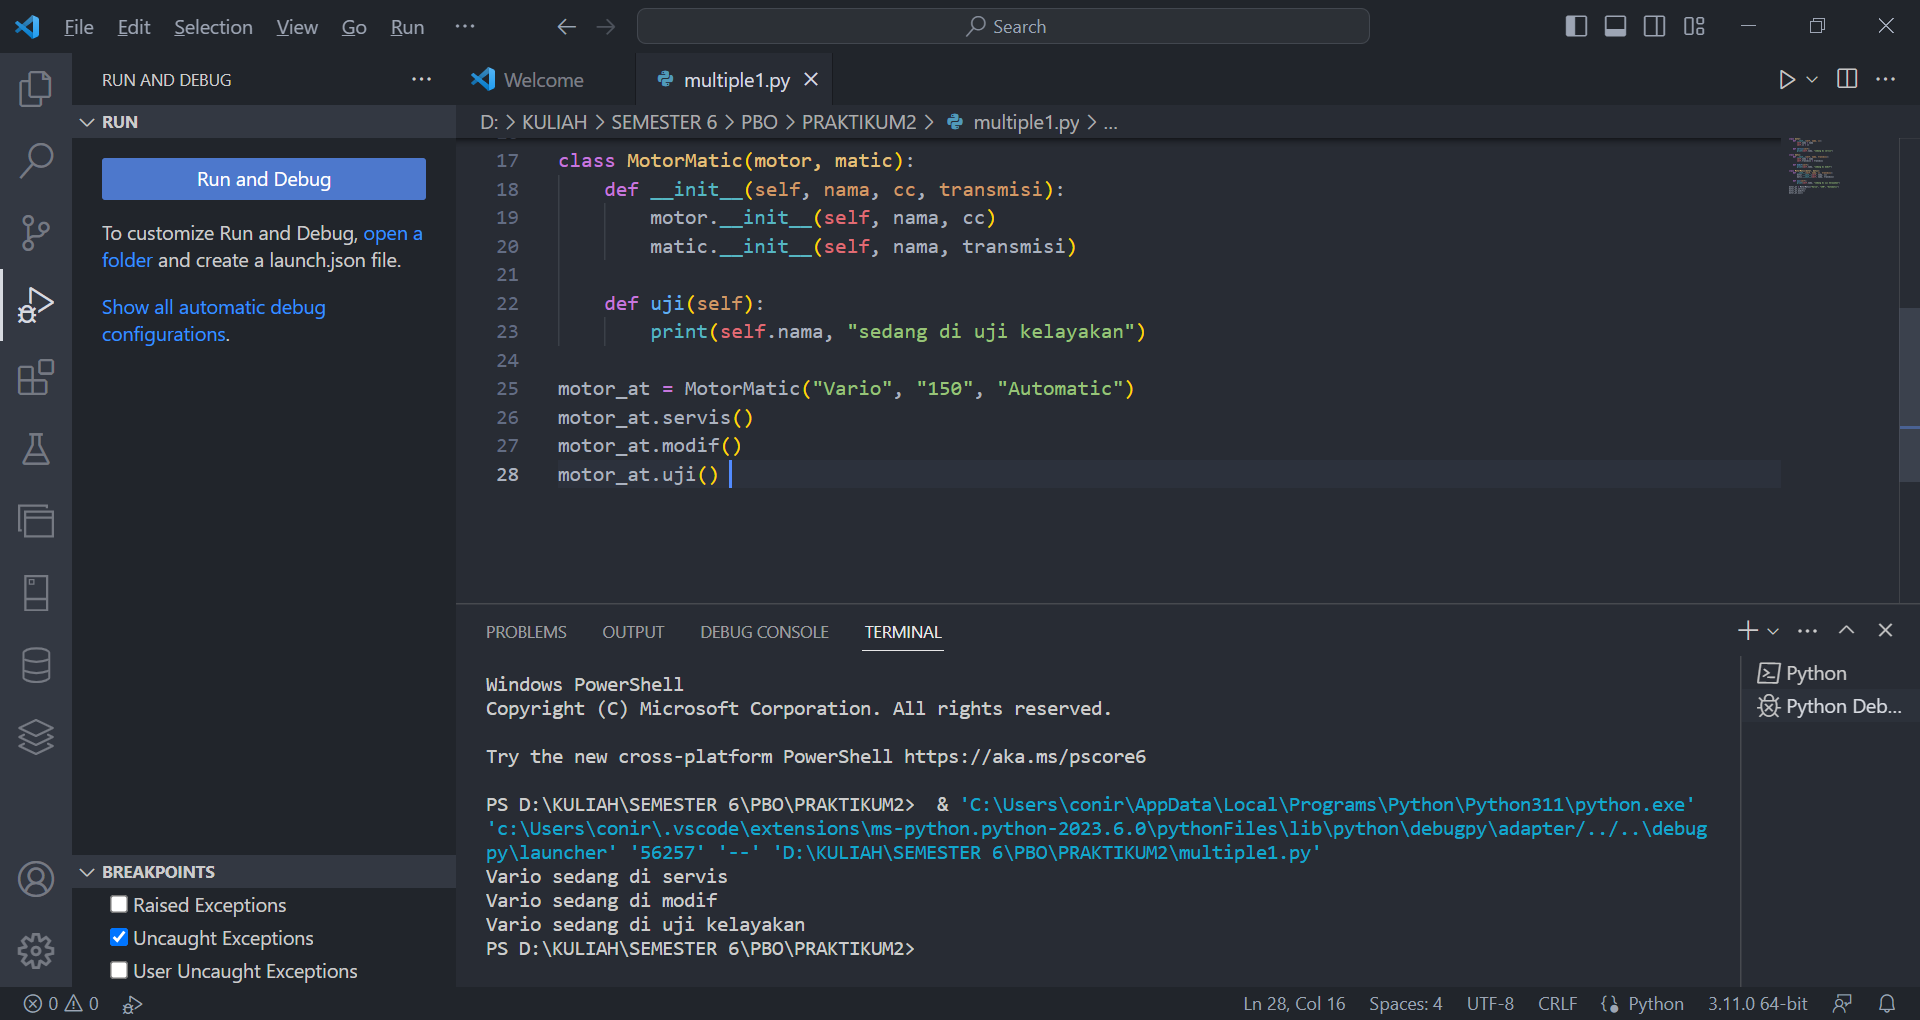 File Edit Selection View Go Run ··· Search
RUN AND DEBUG ···
Welcome multiple1.py
RUN
D: > KULIAH > SEMESTER 6 > PBO > PRAKTIKUM2 > multiple1.py > ...
Run and Debug
To customize Run and Debug, open a
folder and create a launch.json file.
Show all automatic debug
configurations.
17 class MotorMatic(motor, matic):
18 def __init__(self, nama, cc, transmisi):
19 motor.__init__(self, nama, cc)
20 matic.__init__(self, nama, transmisi)
21
22 def uji(self):
23 print(self.nama, "sedang di uji kelayakan")
24
25 motor_at = MotorMatic("Vario", "150", "Automatic")
26 motor_at.servis()
27 motor_at.modif()
28 motor_at.uji()
PROBLEMS OUTPUT DEBUG CONSOLE TERMINAL
Windows PowerShell
Copyright (C) Microsoft Corporation. All rights reserved.
Try the new cross-platform PowerShell https://aka.ms/pscore6
PS D:\KULIAH\SEMESTER 6\PBO\PRAKTIKUM2> & 'C:\Users\conir\AppData\Local\Programs\Python\Python311\python.exe'
'c:\Users\conir\.vscode\extensions\ms-python.python-2023.6.0\pythonFiles\lib\python\debugpy\adapter/../..\debug
py\launcher' '56257' '--' 'D:\KULIAH\SEMESTER 6\PBO\PRAKTIKUM2\multiple1.py'
Vario sedang di servis
Vario sedang di modif
Vario sedang di uji kelayakan
PS D:\KULIAH\SEMESTER 6\PBO\PRAKTIKUM2>
Python
Python Deb...
BREAKPOINTS
Raised Exceptions
Uncaught Exceptions
User Uncaught Exceptions
0 0 Ln 28, Col 16 Spaces: 4 UTF-8 CRLF Python 3.11.0 64-bit